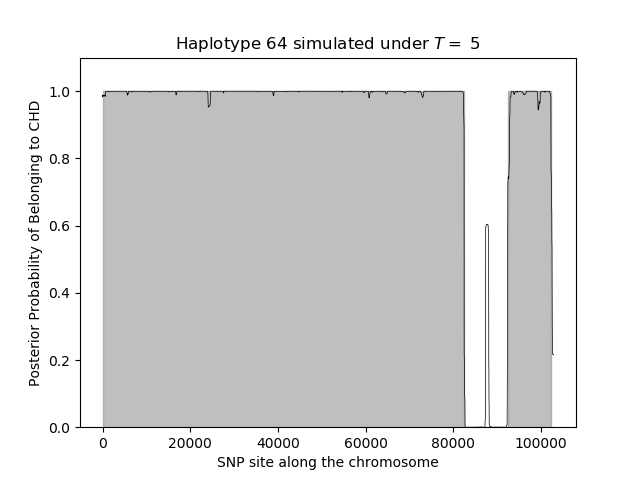 Haplotype 64 simulated under T = 5
Posterior Probability of Belonging to CHD
1.0
0.8
0.6
0.4
0.2
0.0
0 20000 40000 60000 80000 100000
SNP site along the chromosome